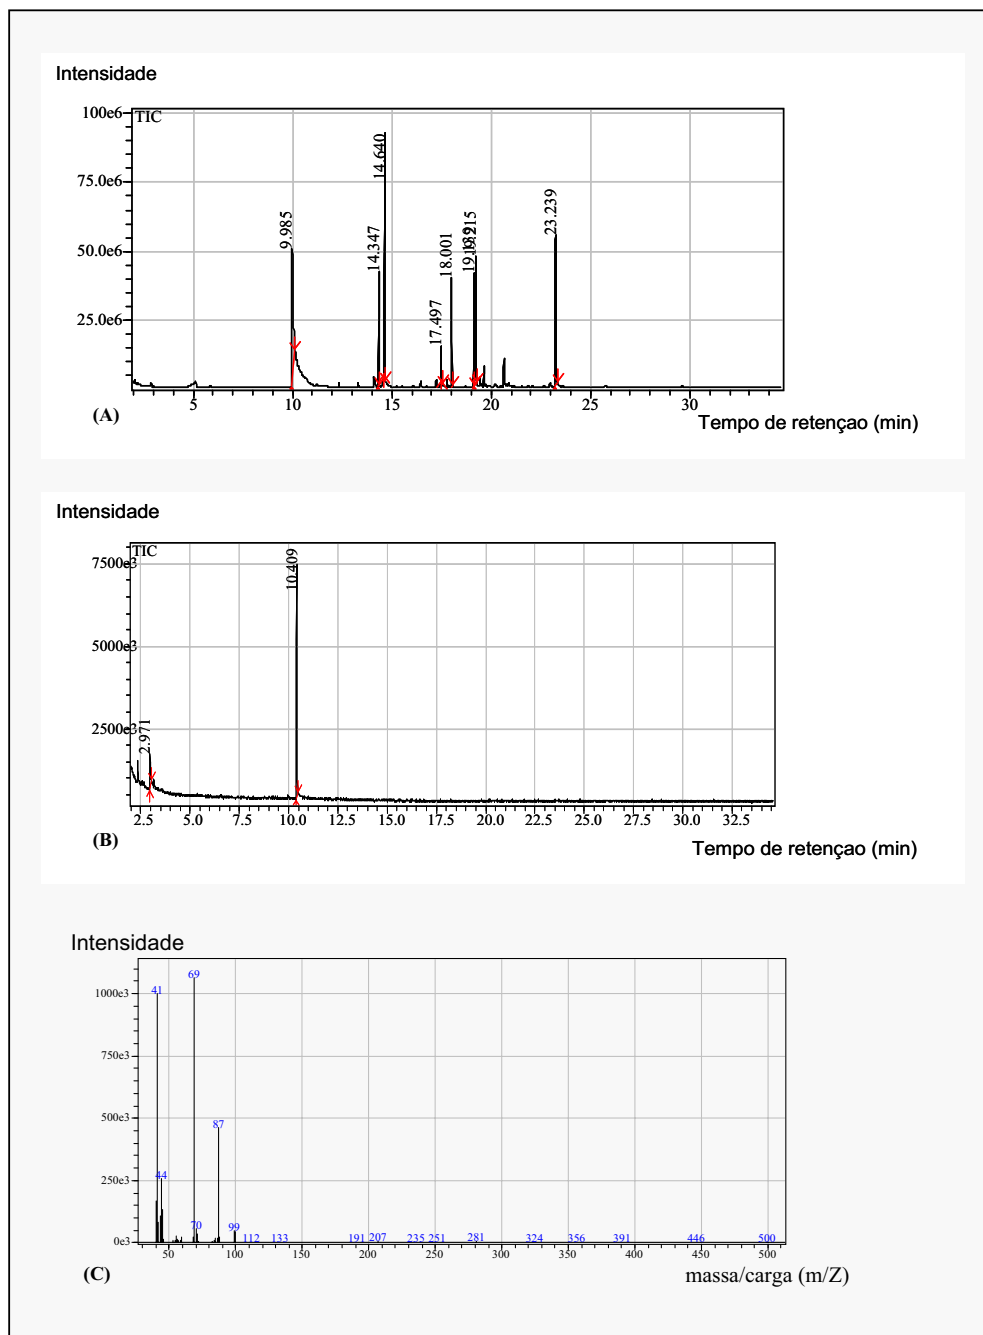 Intensidade
100e6
TIC
75.0e6
50.0e6
25.0e6
9.985
14.347
14.640
17.497
18.001
19.215
23.239
5 10 15 20 25 30
(A)
Tempo de retençao (min)
Intensidade
TIC
7500e3
5000e3
2500e3
2.971
10.409
2.5 5.0 7.5 10.0 12.5 15.0 17.5 20.0 22.5 25.0 27.5 30.0 32.5
(B)
Tempo de retençao (min)
Intensidade
1000e3
750e3
500e3
250e3
0e3
41
69
87
44
70
99
112 133 191 207 235 251 281 324 356 391 446 500
50 100 150 200 250 300 350 400 450 500
(C)
massa/carga (m/Z)